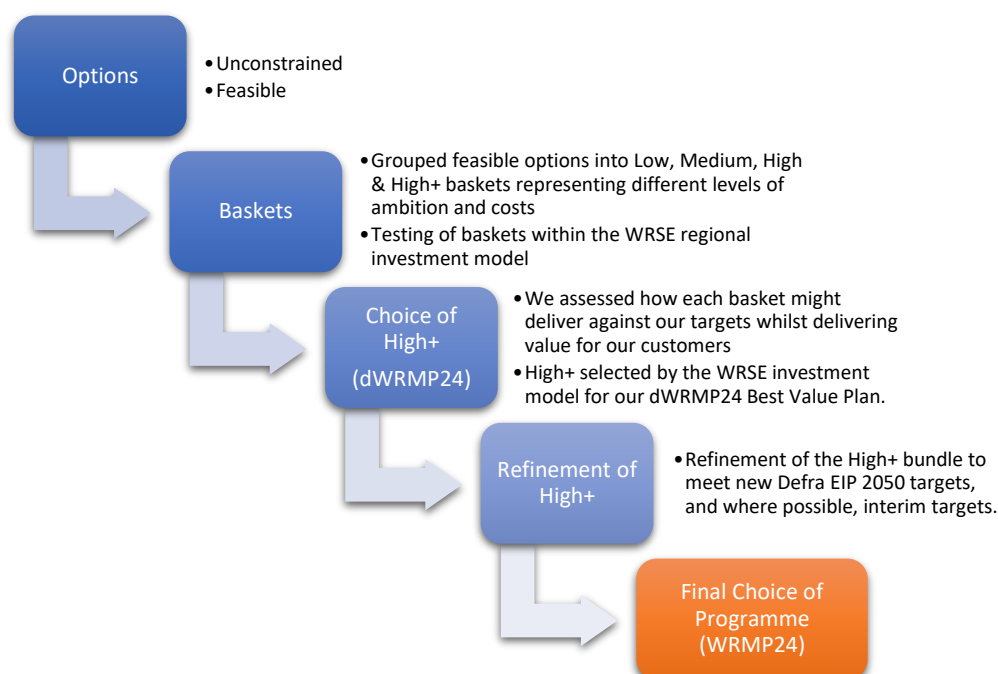 Options
•Unconstrained
•Feasible
Baskets
•Grouped feasible options into Low, Medium, High
& High+ baskets representing different levels of
ambition and costs
•Testing of baskets within the WRSE regional
investment model
Choice of
High+
(dWRMP24)
•We assessed how each basket might
deliver against our targets whilst delivering
value for our customers
•High+ selected by the WRSE investment
model for our dWRMP24 Best Value Plan.
Refinement of
High+
•Refinement of the High+ bundle to
meet new Defra EIP 2050 targets,
and where possible, interim targets.
Final Choice of
Programme
(WRMP24)